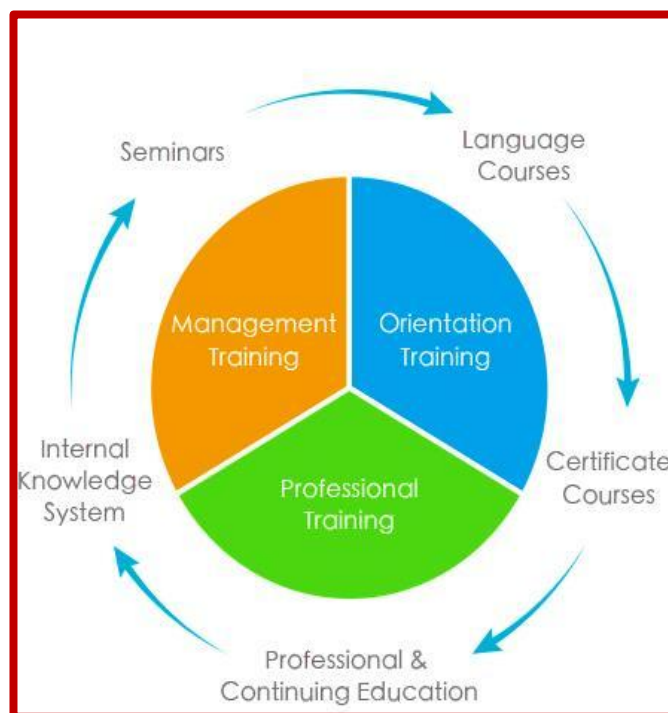 Seminars
Language
Courses
Management
Training
Orientation
Training
Internal
Knowledge
System
Certificate
Courses
Professional
Training
Professional &
Continuing Education